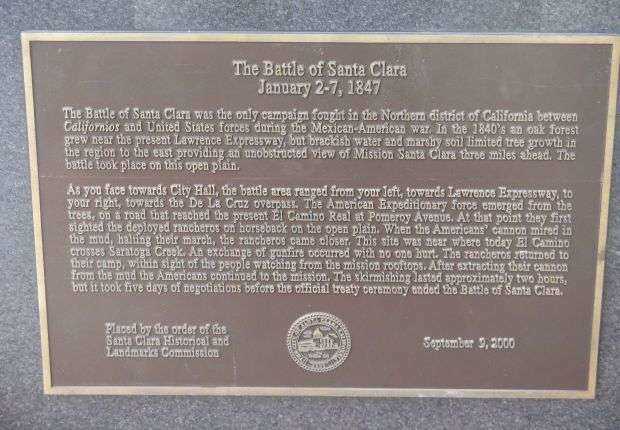 The Battle of Santa Clara
January 2-7, 1847
The Battle of Santa Clara was the only campaign fought in the Northern district of California between
Californios and United States forces during the Mexican-American war. In the 1840's an oak forest
grew near the present Lawrence Expressway, but brackish water and marshy soil limited tree growth in
the region to the east providing an unobstructed view of Mission Santa Clara three miles ahead. The
battle took place on this open plain.
As you face towards City Hall, the battle area ranged from your left, towards Lawrence Expressway, to
your right, towards the De La Cruz overpass. The American Expeditionary force emerged from the
trees, on a road that reached the present El Camino Real at Pomeroy Avenue. At that point they first
sighted the deployed rancheros on horseback on the open plain. When the Americans' cannon mired in
the mud, halting their march, the rancheros came closer. This site was near where today El Camino
crosses Saratoga Creek. An exchange of gunfire occurred with no one hurt. The rancheros returned to
their camp, within sight of the people watching from the mission rooftops. After extracting their cannon
from the mud the Americans continued to the mission. The skirmishing lasted approximately two hours,
but it took five days of negotiations before the official treaty ceremony ended the Battle of Santa Clara.
Placed by the order of the
Santa Clara Historical and
Landmarks Commission
September 9, 2000